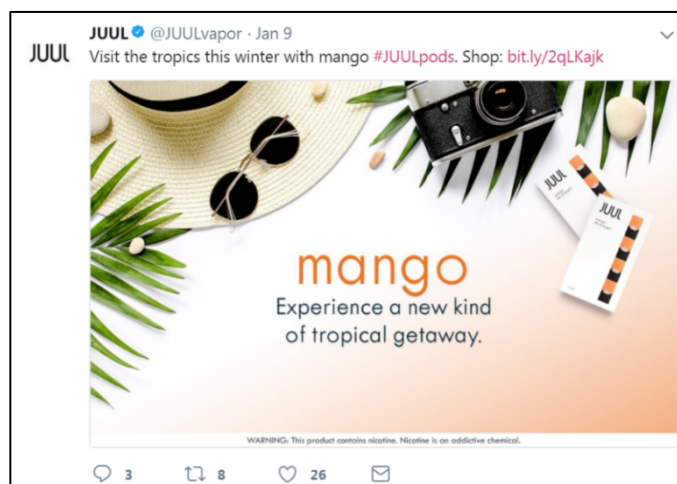 JUUL @JUULvapor · Jan 9
JUUL
Visit the tropics this winter with mango #JUULpods. Shop: bit.ly/2qLKajk
JUUL
JUUL
mango
Experience a new kind
of tropical getaway.
WARNING: This product contains nicotine. Nicotine is an addictive chemical.
3 8 26